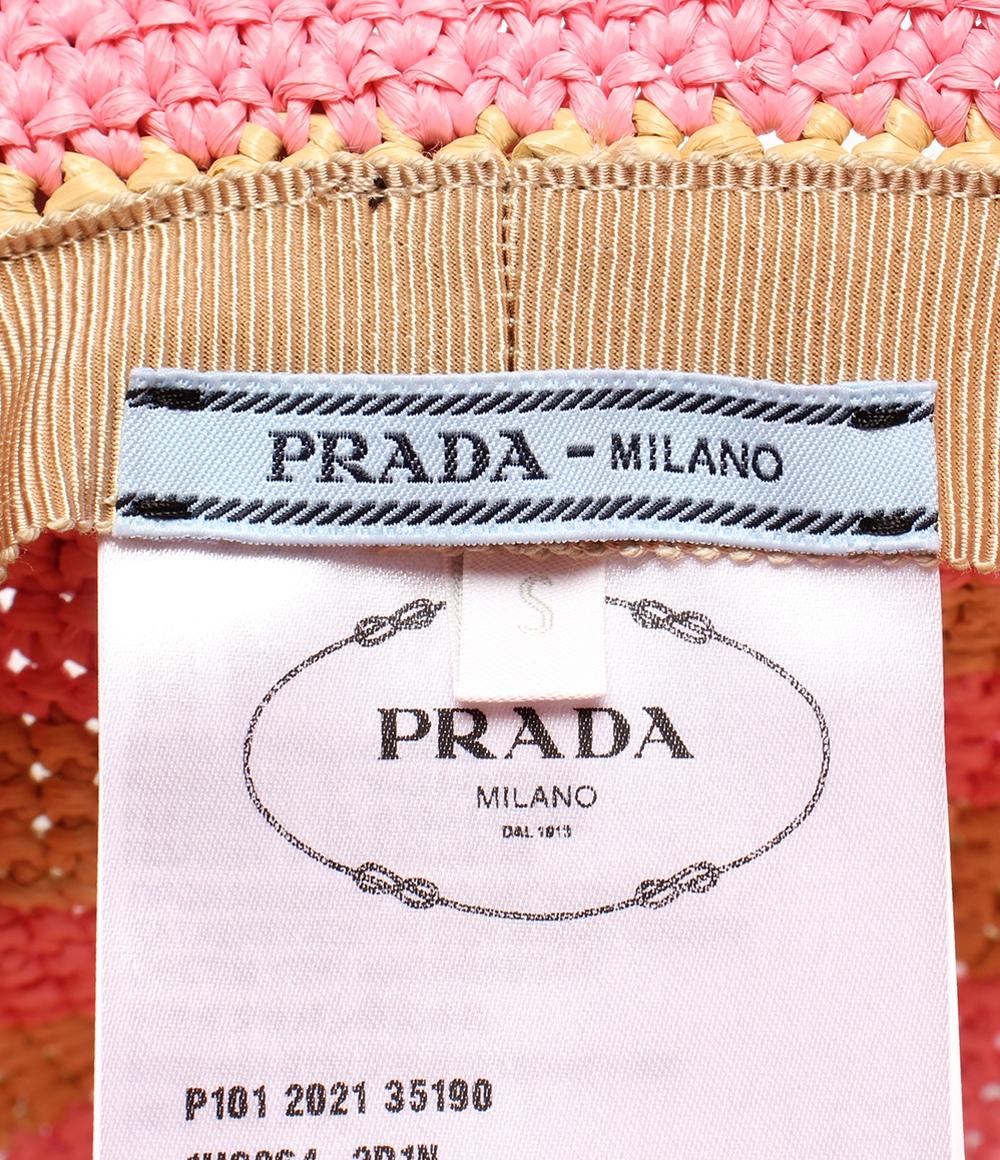 PRADA - MILANO
S
PRADA
MILANO
DAL 1913
P101 2021 35190